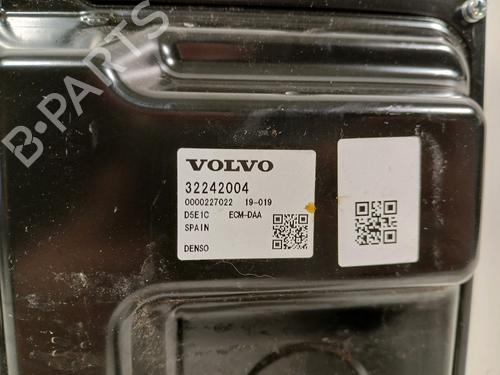 B-PARTS
VOLVO
32242004
0000227022 19-019
D5E1C ECM-DAA
SPAIN
DENSO